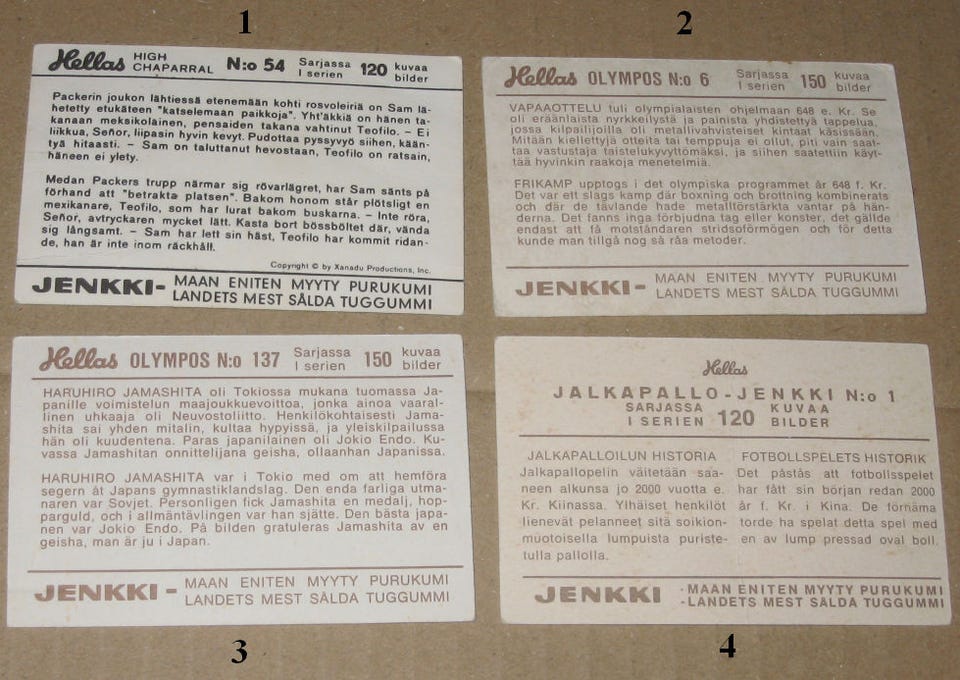 1
Hellas HIGH CHAPARRAL N:o 54 Sarjassa I serien 120 kuvaa bilder
Packerin joukon lähtiessä etenemään kohti rosvoleiriä on Sam lä-
hetetty etukäteen "katselemaan paikkoja". Yht'äkkiä on hänen ta-
kanaan meksikolainen, pensaiden takana vahtinut Teofilo. – Ei
liikkua, Señor, liipasin hyvin kevyt. Pudottaa pyssyvyö siihen, kään-
tyä hitaasti. – Sam on taluttanut hevostaan, Teofilo on ratsain,
häneen ei ylety.
Medan Packers trupp närmar sig rövarlägret, har Sam sänts på
förhand att "betrakta platsen". Bakom honom står plötsligt en
mexikanare, Teofilo, som har lurat bakom buskarna. – Inte röra,
Señor, avtryckaren mycket lätt. Kasta bort bössböltet där, vända
sig långsamt. – Sam har lett sin häst, Teofilo har kommit ridan-
de, han är inte inom räckhåll.
Copyright © by Xanadu Productions, Inc.
JENKKI- MAAN ENITEN MYYTY PURUKUMI
LANDETS MEST SÅLDA TUGGUMMI
2
Hellas OLYMPOS N:o 6 Sarjassa I serien 150 kuvaa bilder
VAPAAOTTELU tuli olympialaisten ohjelmaan 648 e. Kr. Se
oli eräänlaista nyrkkeilystä ja painista yhdistettyä tappelua,
jossa kilpailijoilla oli metallivahvisteiset kintaat käsissään.
Mitään kiellettyjä otteita tai temppuja ei ollut, piti vain saat-
taa vastustaja taistelukyvyttömäksi, ja siihen saatettiin käyt-
tää hyvinkin raakoja menetelmiä.
FRIKAMP upptogs i det olympiska programmet år 648 f. Kr.
Det var ett slags kamp där boxning och brottning kombinerats
och där de tävlande hade metallförstärkta vantar på hän-
derna. Det fanns inga förbjudna tag eller konster, det gällde
endast att få motståndaren stridsoförmögen och för detta
kunde man tillgå nog så råa metoder.
JENKKI- MAAN ENITEN MYYTY PURUKUMI
LANDETS MEST SÅLDA TUGGUMMI
Hellas OLYMPOS N:o 137 Sarjassa I serien 150 kuvaa bilder
HARUHIRO JAMASHITA oli Tokiossa mukana tuomassa Ja-
panille voimistelun maajoukkuevoittoa, jonka ainoa vaaral-
linen uhkaaja oli Neuvostoliitto. Henkilökohtaisesti Jama-
shita sai yhden mitalin, kultaa hypyissä, ja yleiskilpailussa
hän oli kuudentena. Paras japanilainen oli Jokio Endo. Ku-
vassa Jamashitan onnittelijana geisha, ollaanhan Japanissa.
HARUHIRO JAMASHITA var i Tokio med om att hemföra
segern åt Japans gymnastiklandslag. Den enda farliga utma-
naren var Sovjet. Personligen fick Jamashita en medalj, hop-
parguld, och i allmäntävlingen var han sjätte. Den bästa japa-
nen var Jokio Endo. På bilden gratuleras Jamashita av en
geisha, man är ju i Japan.
JENKKI- MAAN ENITEN MYYTY PURUKUMI
LANDETS MEST SÅLDA TUGGUMMI
3
Hellas
JALKAPALLO-JENKKI N:o 1
SARJASSA I SERIEN 120 KUVAA BILDER
JALKAPALLOILUN HISTORIA
Jalkapallopelin väitetään saa-
neen alkunsa jo 2000 vuotta e.
Kr. Kiinassa. Ylhäiset henkilöt
lienevät pelanneet sitä soikion-
muotoisella lumpuista puriste-
tulla pallolla.
FOTBOLLSPELETS HISTORIK
Det påstås att fotbollsspelet
har fått sin början redan 2000
år f. Kr. i Kina. De förnäma
torde ha spelat detta spel med
en av lump pressad oval boll.
JENKKI -MAAN ENITEN MYYTY PURUKUMI
-LANDETS MEST SÅLDA TUGGUMMI
4